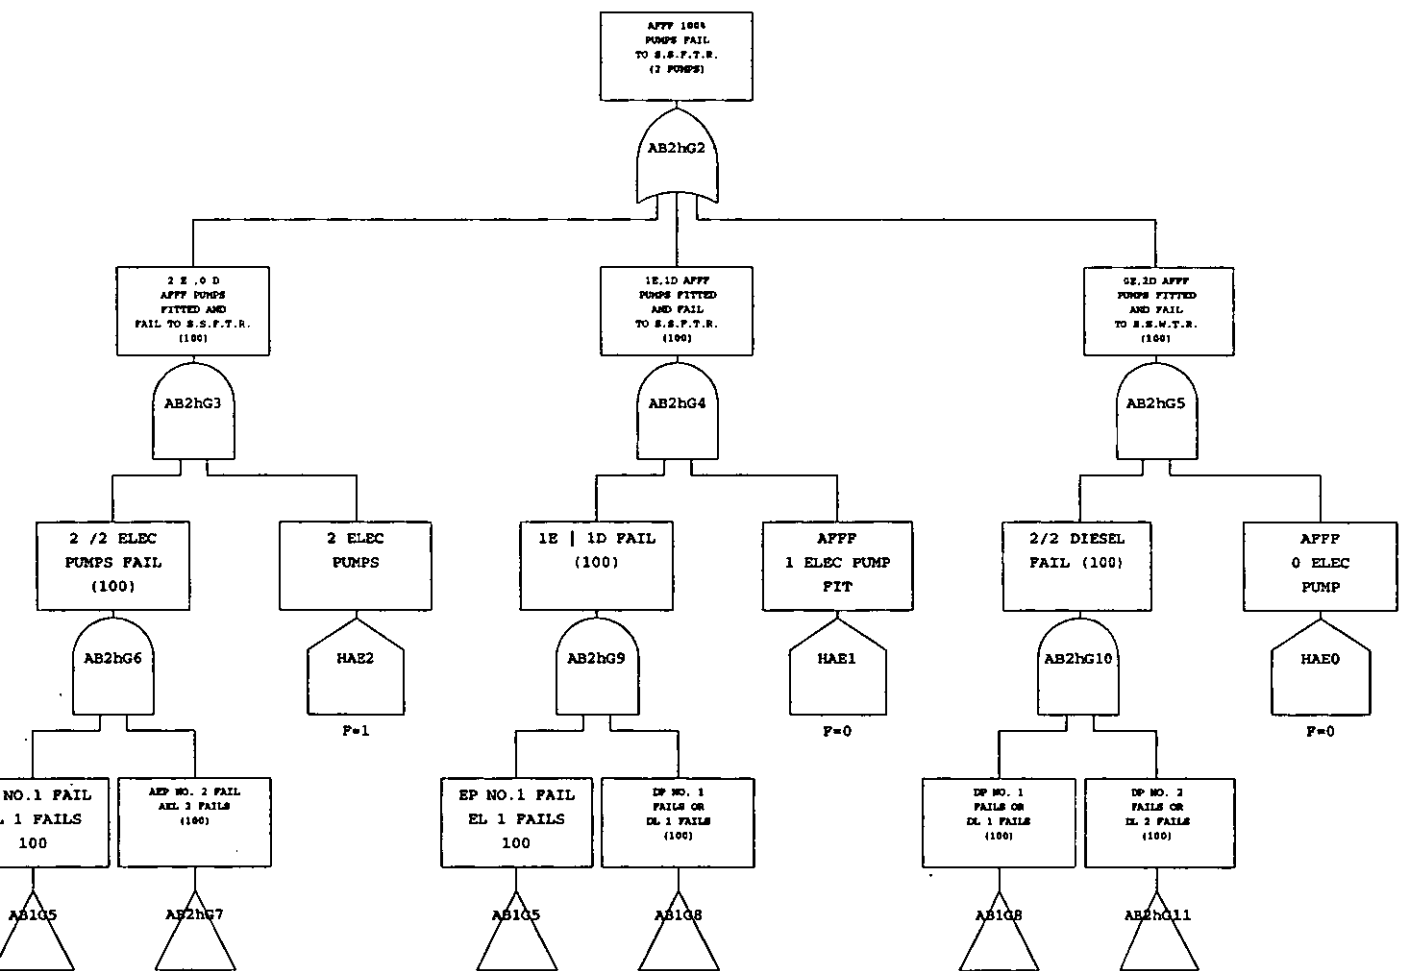 AFFF 100%
PUMPS FAIL
TO S.S.F.T.R.
(2 PUMPS)
AB2hG2
2 E ,0 D
AFFF PUMPS
FITTED AND
FAIL TO S.S.F.T.R.
(100)
1E,1D AFFF
PUMPS FITTED
AND FAIL
TO S.S.F.T.R.
(100)
0E,2D AFFF
PUMPS FITTED
AND FAIL
TO S.S.W.T.R.
(100)
AB2hG3
AB2hG4
AB2hG5
2 /2 ELEC
PUMPS FAIL
(100)
2 ELEC
PUMPS
1E | 1D FAIL
(100)
AFFF
1 ELEC PUMP
FIT
2/2 DIESEL
FAIL (100)
AFFF
0 ELEC
PUMP
AB2hG6
HAE2
AB2hG9
HAE1
AB2hG10
HAE0
F=1
F=0
F=0
NO.1 FAIL
L 1 FAILS
100
AEP NO. 2 FAIL
AEL 2 FAILS
(100)
EP NO.1 FAIL
EL 1 FAILS
100
DP NO. 1
FAILS OR
DL 1 FAILS
(100)
DP NO. 1
FAILS OR
DL 1 FAILS
(100)
DP NO. 2
FAILS OR
DL 2 FAILS
(100)
AB1G5
AB2hG7
AB1G5
AB1G8
AB1G8
AB2hG11